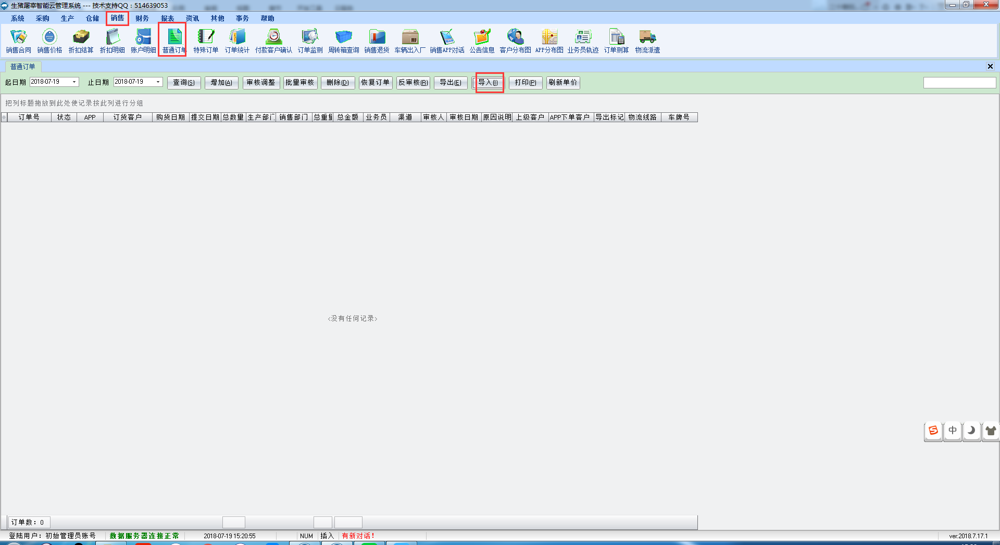 生猪屠宰智能云管理系统 --- 技术支持QQ：514639053
系统 采购 生产 仓储 销售 财务 报表 资讯 其他 事务 帮助
销售合同 销售价格 折扣结算 折扣明细 账户明细 普通订单 特殊订单 订单统计 付款客户确认 订单监测 周转箱查询 销售退货 车辆出入厂 销售APP对话 公告信息 客户分布图 APP分布图 业务员轨迹 订单测算 物流派遣
普通订单
起日期 2018-07-19 止日期 2018-07-19 查询(S) 增加(A) 审核调整 批量审核 删除(D) 恢复订单 反审核(R) 导出(E) 导入(I) 打印(P) 刷新单价
把列标题拖放到此处使记录按此列进行分组
订单号 状态 APP 订货客户 购货日期 提交日期 总数量 生产部门 销售部门 总重量 总金额 业务员 渠道 审核人 审核日期 原因说明 上级客户 APP下单客户 导出标记 物流线路 车牌号
<没有任何记录>
中
订单数：0
登陆用户：初始管理员账号 数据服务器连接正常 2018-07-19 15:20:55 NUM 插入 有新对话！ ver:2018.7.17.1